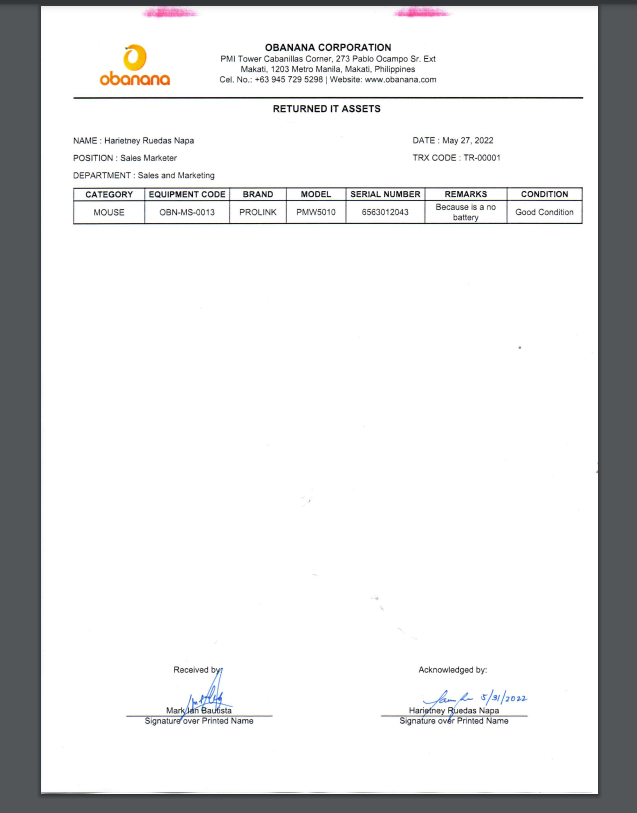 obanana
OBANANA CORPORATION
PMI Tower Cabanillas Corner, 273 Pablo Ocampo Sr. Ext
Makati, 1203 Metro Manila, Makati, Philippines
Cel. No.: +63 945 729 5298 | Website: www.obanana.com
RETURNED IT ASSETS
NAME : Harietney Ruedas Napa DATE : May 27, 2022
POSITION : Sales Marketer TRX CODE : TR-00001
DEPARTMENT : Sales and Marketing
CATEGORY EQUIPMENT CODE BRAND MODEL SERIAL NUMBER REMARKS CONDITION
MOUSE OBN-MS-0013 PROLINK PMW5010 6563012043 Because is a no battery Good Condition
Received by: Acknowledged by:
5/31/2022
Mark Jan Bautista Harietney Ruedas Napa
Signature over Printed Name Signature over Printed Name